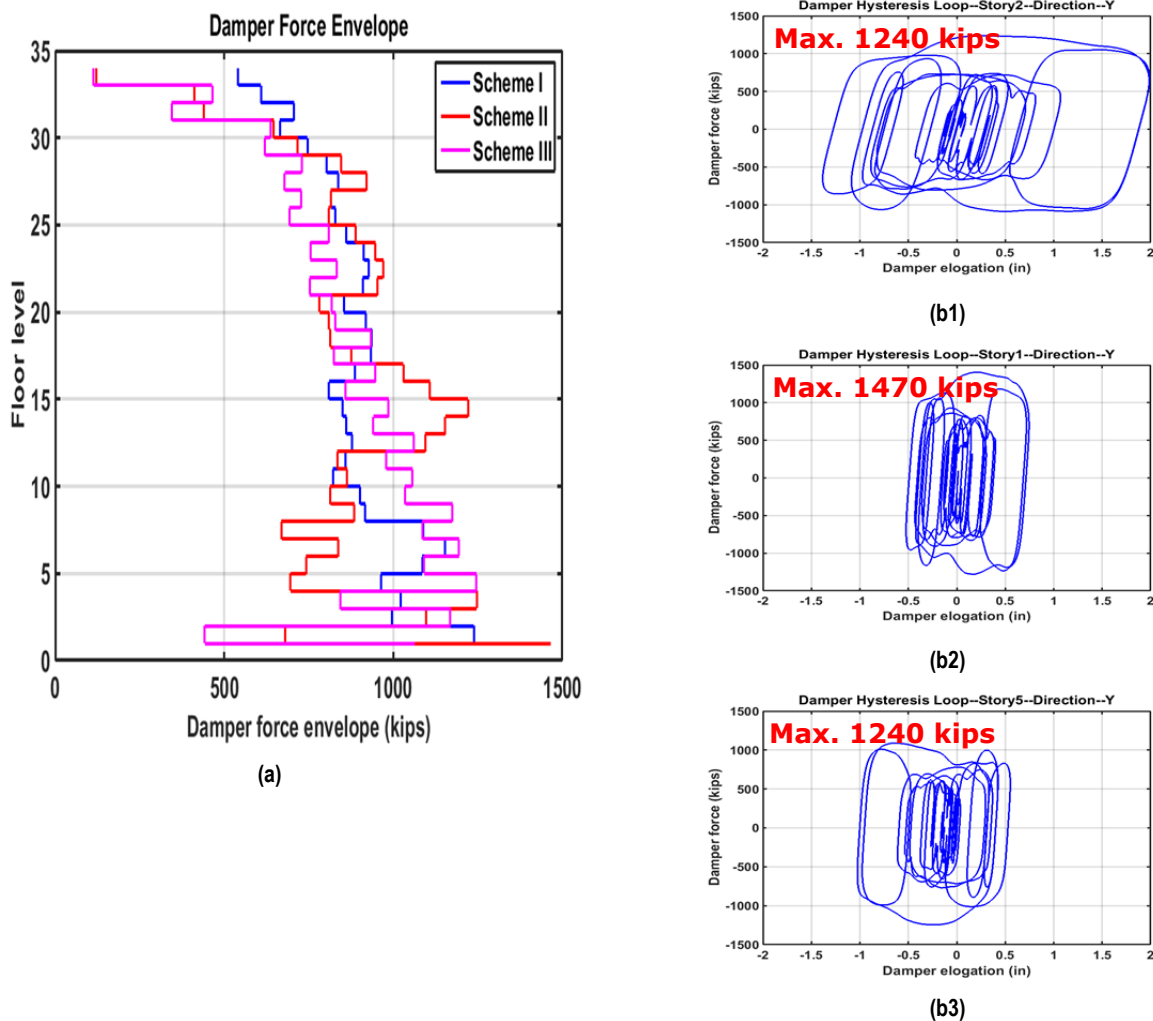 Damper Force Envelope
35
30
25
20
15
10
5
0
Floor level
Scheme I
Scheme II
Scheme III
0 500 1000 1500
Damper force envelope (kips)
(a)
Damper Hysteresis Loop--Story2--Direction--Y
Max. 1240 kips
1500
1000
500
0
-500
-1000
-1500
Damper force (kips)
-2 -1.5 -1 -0.5 0 0.5 1 1.5 2
Damper elogation (in)
(b1)
Damper Hysteresis Loop--Story1--Direction--Y
Max. 1470 kips
1500
1000
500
0
-500
-1000
-1500
Damper force (kips)
-2 -1.5 -1 -0.5 0 0.5 1 1.5 2
Damper elogation (in)
(b2)
Damper Hysteresis Loop--Story5--Direction--Y
Max. 1240 kips
1500
1000
500
0
-500
-1000
-1500
Damper force (kips)
-2 -1.5 -1 -0.5 0 0.5 1 1.5 2
Damper elogation (in)
(b3)